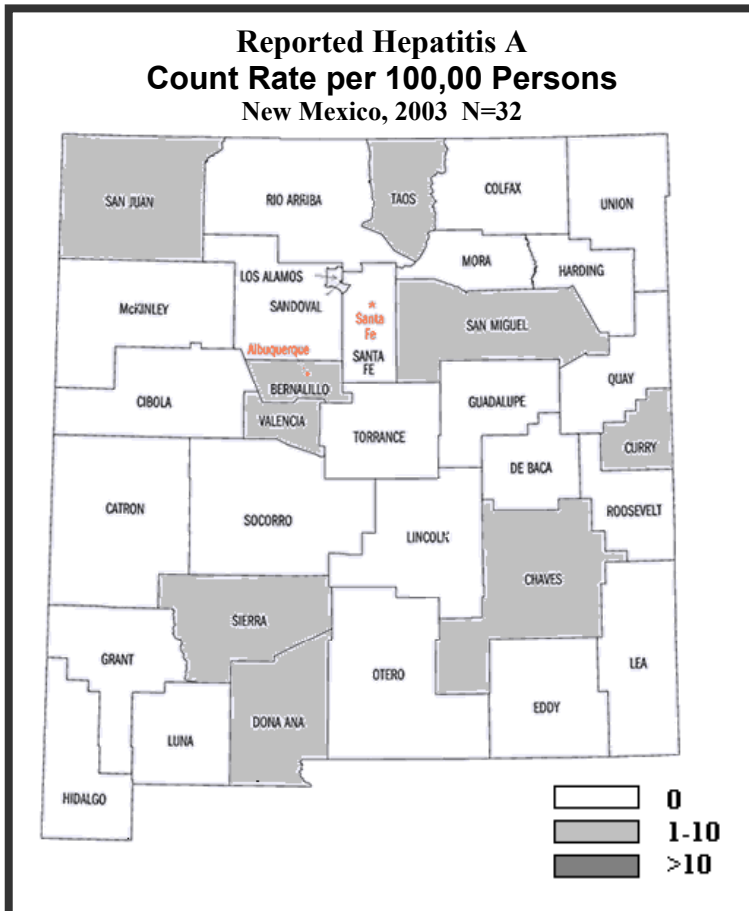 Reported Hepatitis A
Count Rate per 100,00 Persons
New Mexico, 2003 N=32
SAN JUAN
RIO ARRIBA
TAOS
COLFAX
UNION
LOS ALAMOS
MORA
HARDING
McKINLEY
SANDOVAL
*
Santa
Fe
SAN MIGUEL
Albuquerque
*
SANTA
FE
BERNALILLO
QUAY
CIBOLA
GUADALUPE
VALENCIA
TORRANCE
CURRY
DE BACA
CATRON
SOCORRO
ROOSEVELT
LINCOLN
CHAVES
SIERRA
GRANT
OTERO
LEA
DONA ANA
EDDY
LUNA
HIDALGO
0
1-10
>10